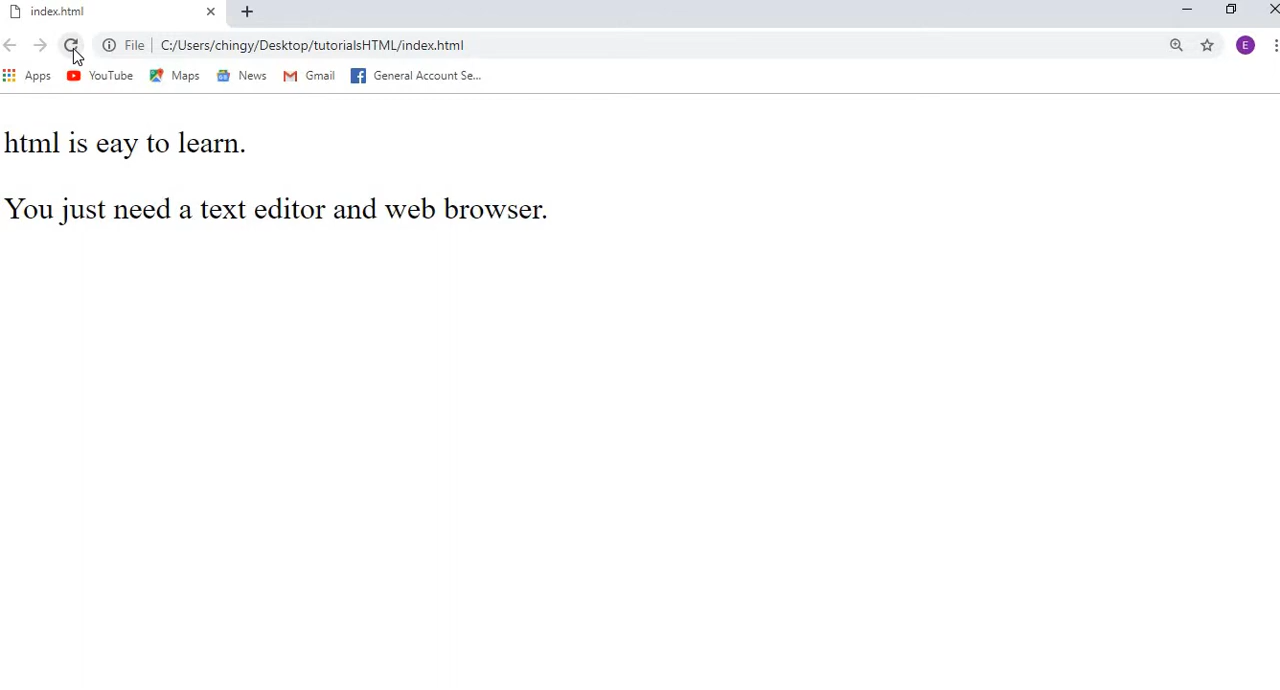 index.html
File C:/Users/chingy/Desktop/tutorialsHTML/index.html E
Apps YouTube Maps News Gmail General Account Se...
html is eay to learn.
You just need a text editor and web browser.